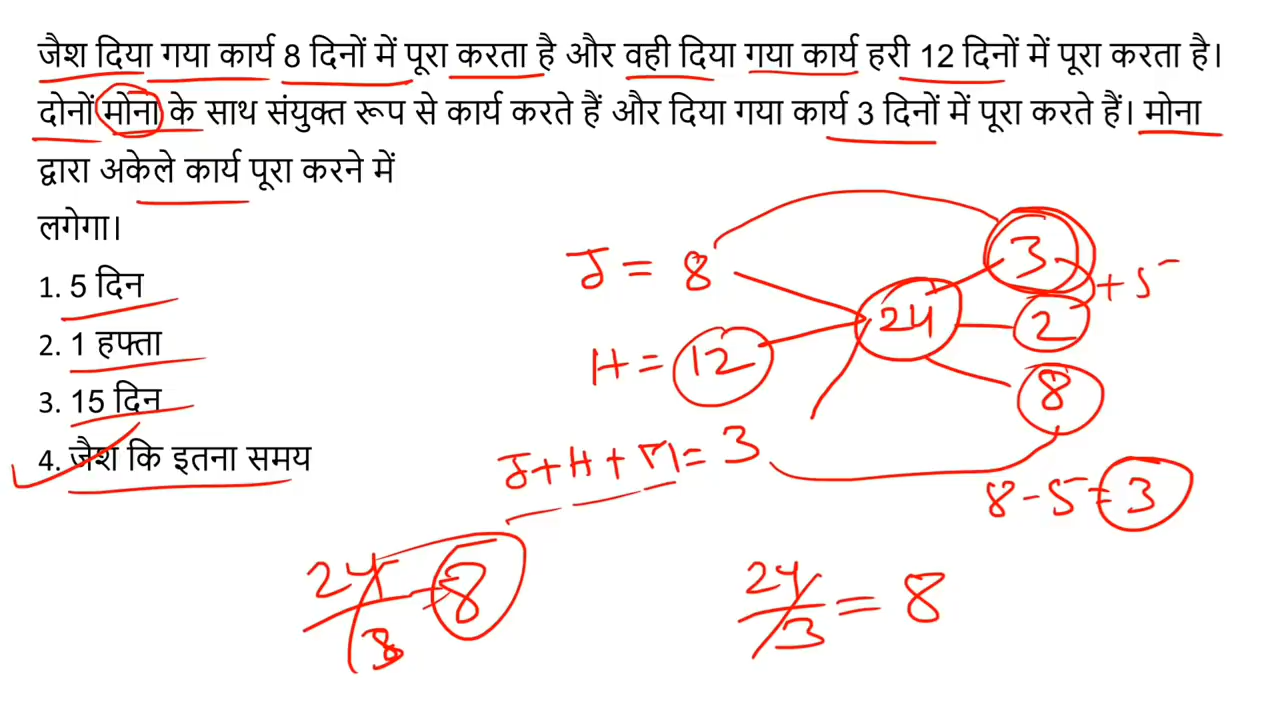 जैश दिया गया कार्य 8 दिनों में पूरा करता है और वही दिया गया कार्य हरी 12 दिनों में पूरा करता है।
दोनों मोना के साथ संयुक्त रूप से कार्य करते हैं और दिया गया कार्य 3 दिनों में पूरा करते हैं। मोना
द्वारा अकेले कार्य पूरा करने में
लगेगा।
1. 5 दिन
2. 1 हफ्ता
3. 15 दिन
4. जैश कि इतना समय
J = 8
3
24
+5
2
H = 12
8
J+H+M = 3
8-5 = 3
24/3 = 8
24/3 = 8